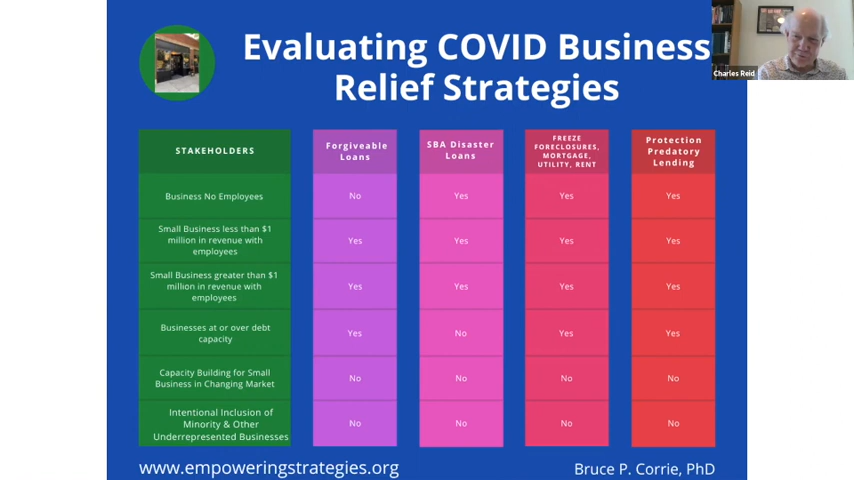 Evaluating COVID Business
Relief Strategies
Charles Reid
STAKEHOLDERS
Forgiveable
Loans
SBA Disaster
Loans
FREEZE
FORECLOSURES,
MORTGAGE,
UTILITY, RENT
Protection
Predatory
Lending
Business No Employees
No
Yes
Yes
Yes
Small Business less than $1
million in revenue with
employees
Yes
Yes
Yes
Yes
Small Business greater than $1
million in revenue with
employees
Yes
Yes
Yes
Yes
Businesses at or over debt
capacity
Yes
No
Yes
Yes
Capacity Building for Small
Business in Changing Market
No
No
No
No
Intentional Inclusion of
Minority & Other
Underrepresented Businesses
No
No
No
No
www.empoweringstrategies.org
Bruce P. Corrie, PhD